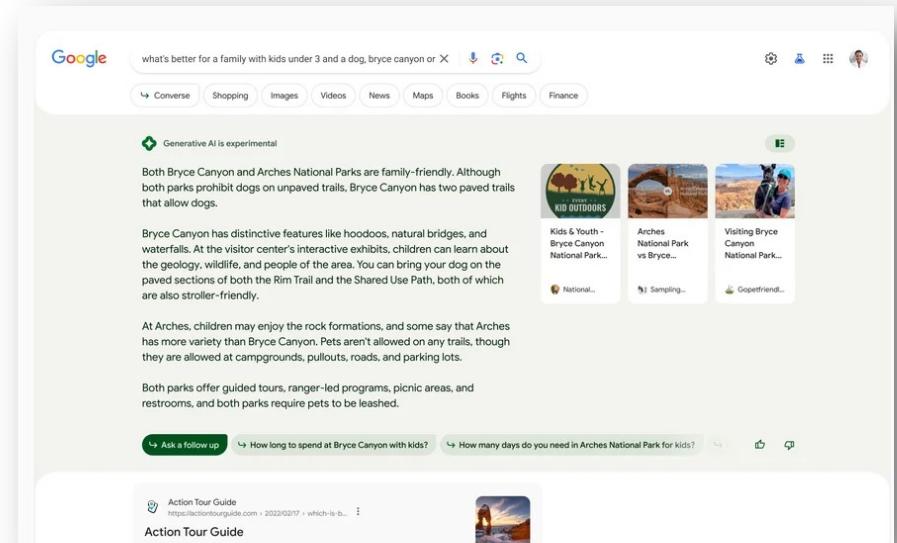 Google
what's better for a family with kids under 3 and a dog, bryce canyon or
Converse
Shopping
Images
Videos
News
Maps
Books
Flights
Finance
Generative AI is experimental
Both Bryce Canyon and Arches National Parks are family-friendly. Although
both parks prohibit dogs on unpaved trails, Bryce Canyon has two paved trails
that allow dogs.
Bryce Canyon has distinctive features like hoodoos, natural bridges, and
waterfalls. At the visitor center's interactive exhibits, children can learn about
the geology, wildlife, and people of the area. You can bring your dog on the
paved sections of both the Rim Trail and the Shared Use Path, both of which
are also stroller-friendly.
At Arches, children may enjoy the rock formations, and some say that Arches
has more variety than Bryce Canyon. Pets aren't allowed on any trails, though
they are allowed at campgrounds, pullouts, roads, and parking lots.
Both parks offer guided tours, ranger-led programs, picnic areas, and
restrooms, and both parks require pets to be leashed.
EVERY
KID OUTDOORS
Kids & Youth -
Bryce Canyon
National Park...
National...
VS
Arches
National Park
vs Bryce...
Sampling...
Visiting Bryce
Canyon
National Park...
Gopetfriendl...
Ask a follow up
How long to spend at Bryce Canyon with kids?
How many days do you need in Arches National Park for kids?
Action Tour Guide
https://actiontourguide.com › 2022/02/17 › which-is-b...
Action Tour Guide